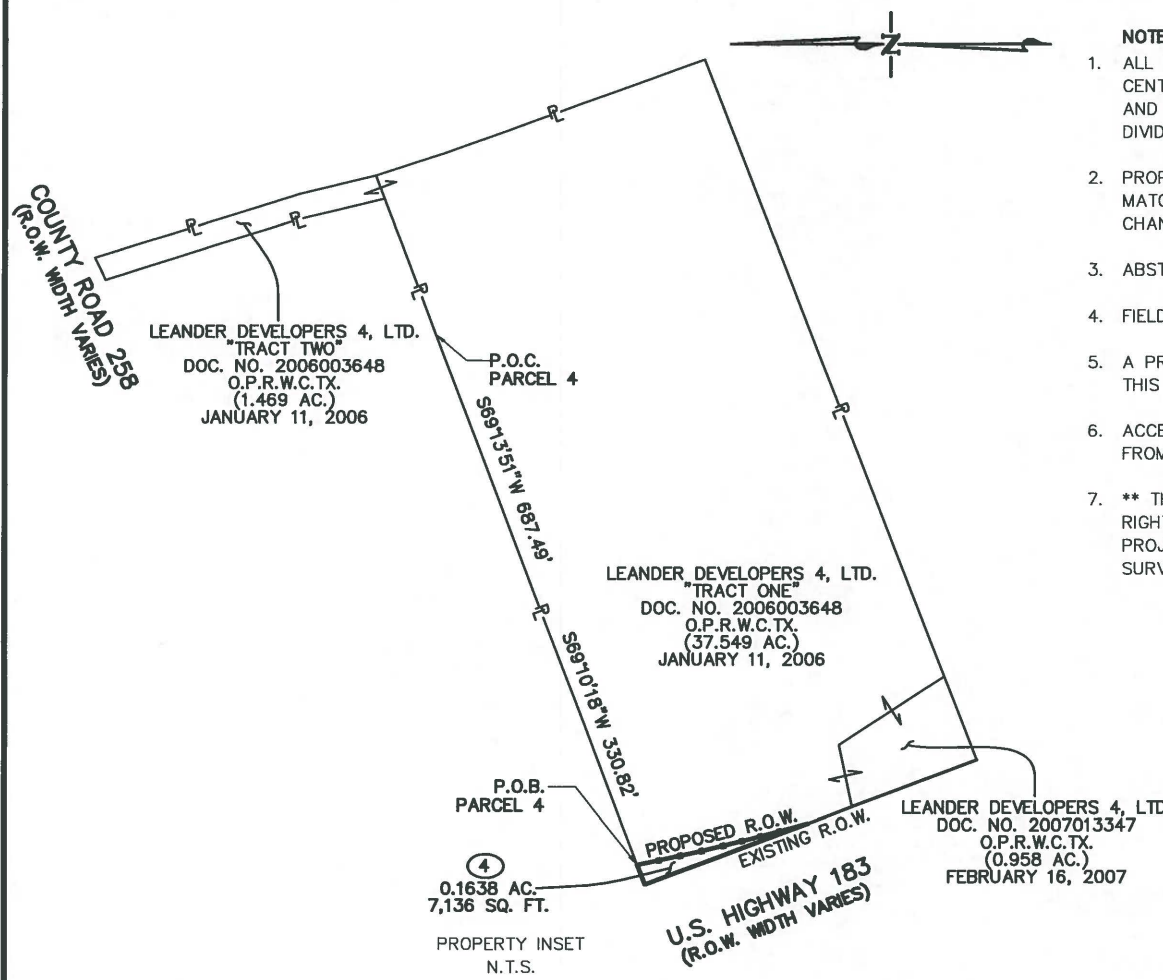 N
COUNTY ROAD 258
(R.O.W. WIDTH VARIES)
LEANDER DEVELOPERS 4, LTD.
"TRACT TWO"
DOC. NO. 2006003648
O.P.R.W.C.TX.
(1.469 AC.)
JANUARY 11, 2006
P.O.C.
PARCEL 4
S69°13'51"W 687.49'
LEANDER DEVELOPERS 4, LTD.
"TRACT ONE"
DOC. NO. 2006003648
O.P.R.W.C.TX.
(37.549 AC.)
JANUARY 11, 2006
S69°10'18"W 330.82'
P.O.B.
PARCEL 4
PROPOSED R.O.W.
EXISTING R.O.W.
4
0.1638 AC.
7,136 SQ. FT.
PROPERTY INSET
N.T.S.
U.S. HIGHWAY 183
(R.O.W. WIDTH VARIES)
LEANDER DEVELOPERS 4, LTD
DOC. NO. 2007013347
O.P.R.W.C.TX.
(0.958 AC.)
FEBRUARY 16, 2007
NOTE
1. ALL
CENT
AND
DIVID
2. PROP
MATC
CHAN
3. ABST
4. FIELD
5. A PR
THIS
6. ACCE
FROM
7. ** TH
RIGHT
PROJ
SURV